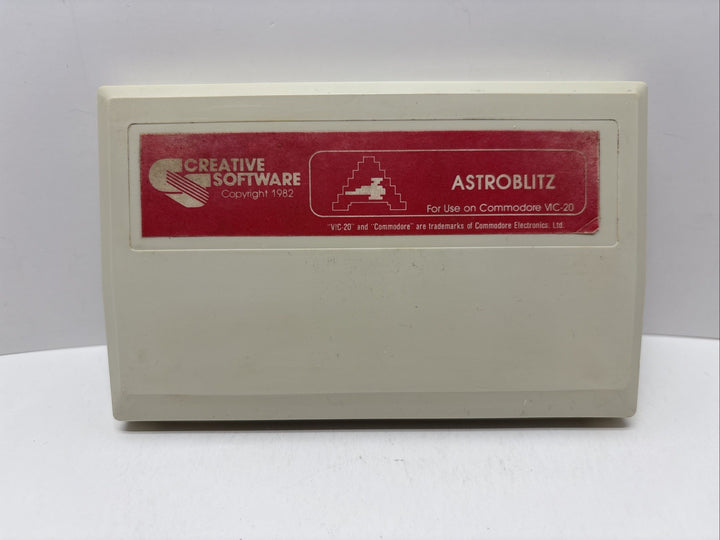 CREATIVE
SOFTWARE
Copyright 1982
ASTROBLITZ
For Use on Commodore VIC-20
"VIC-20" and "Commodore" are trademarks of Commodore Electronics, Ltd.